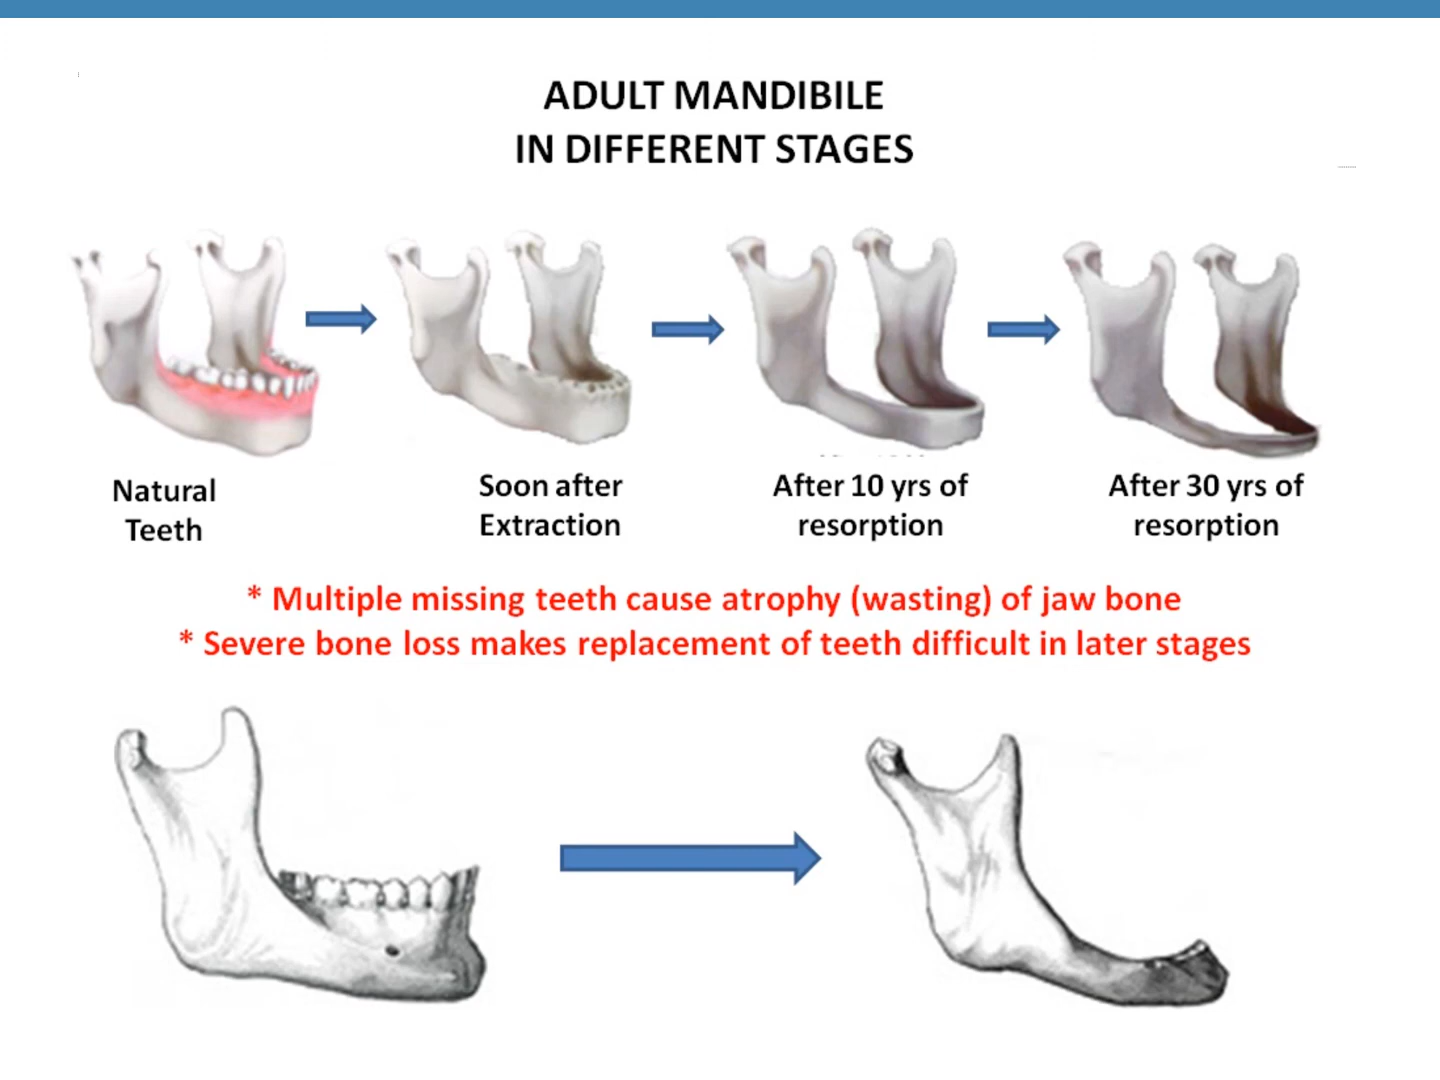 ADULT MANDIBILE
IN DIFFERENT STAGES
Natural
Teeth
Soon after
Extraction
After 10 yrs of
resorption
After 30 yrs of
resorption
* Multiple missing teeth cause atrophy (wasting) of jaw bone
* Severe bone loss makes replacement of teeth difficult in later stages